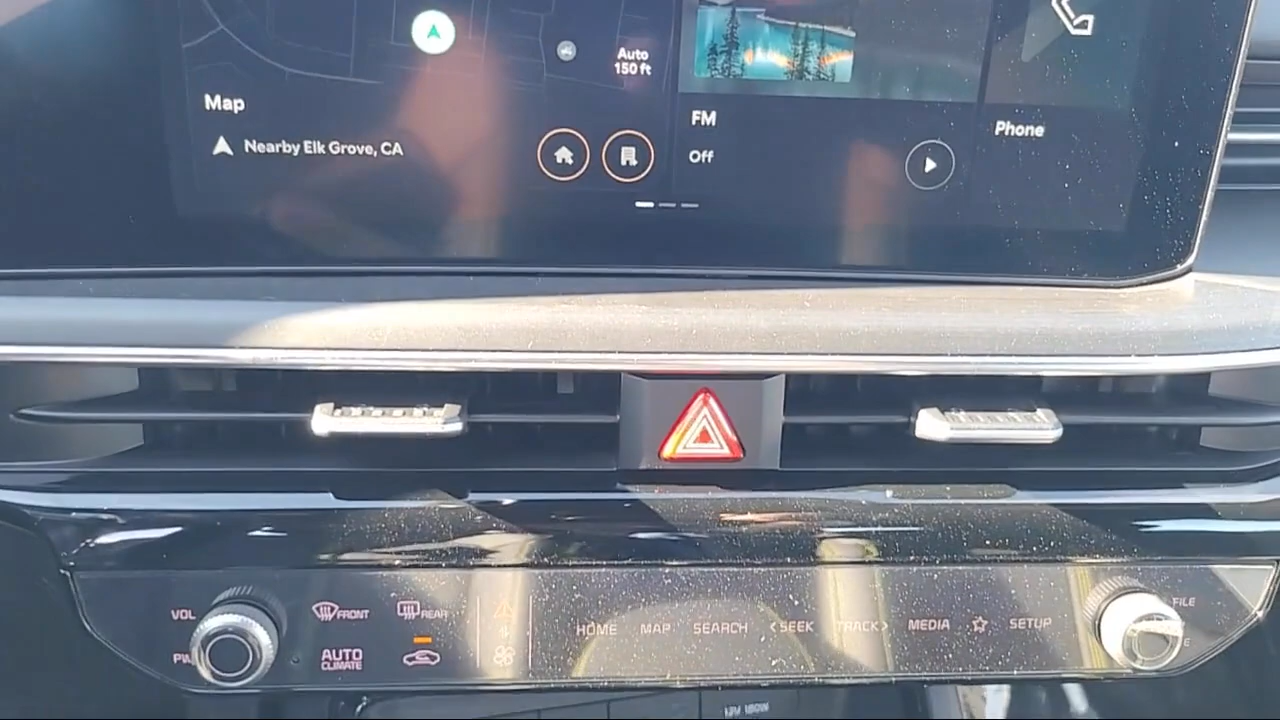 Auto
150 ft
Map
Nearby Elk Grove, CA
FM
Off
Phone
VOL
FRONT
REAR
AUTO
CLIMATE
HOME
MAP
SEARCH
< SEEK
TRACK >
MEDIA
SETUP
FILE